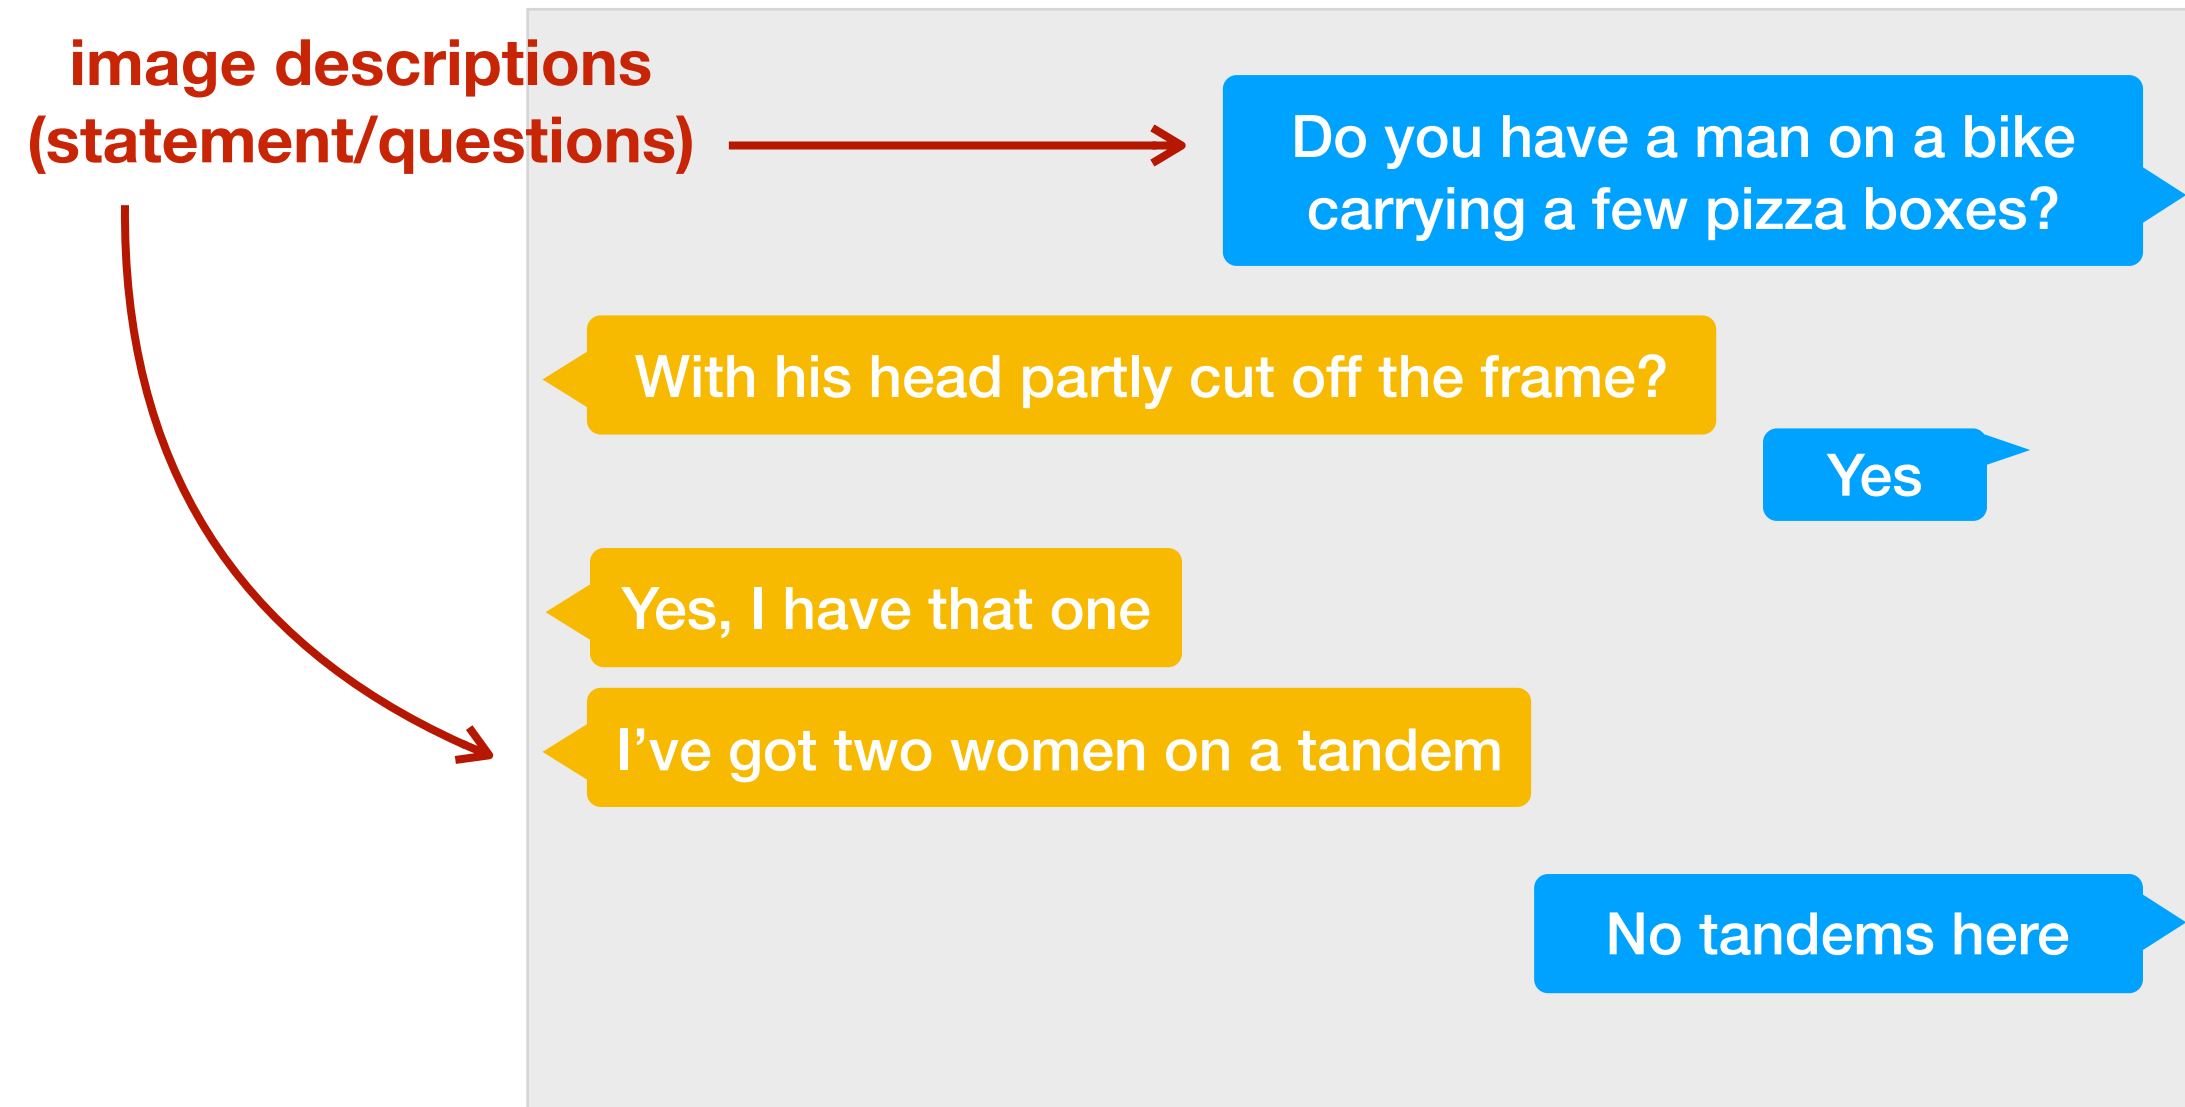 image descriptions
(statement/questions)
Do you have a man on a bike
carrying a few pizza boxes?
With his head partly cut off the frame?
Yes
Yes, I have that one
I’ve got two women on a tandem
No tandems here